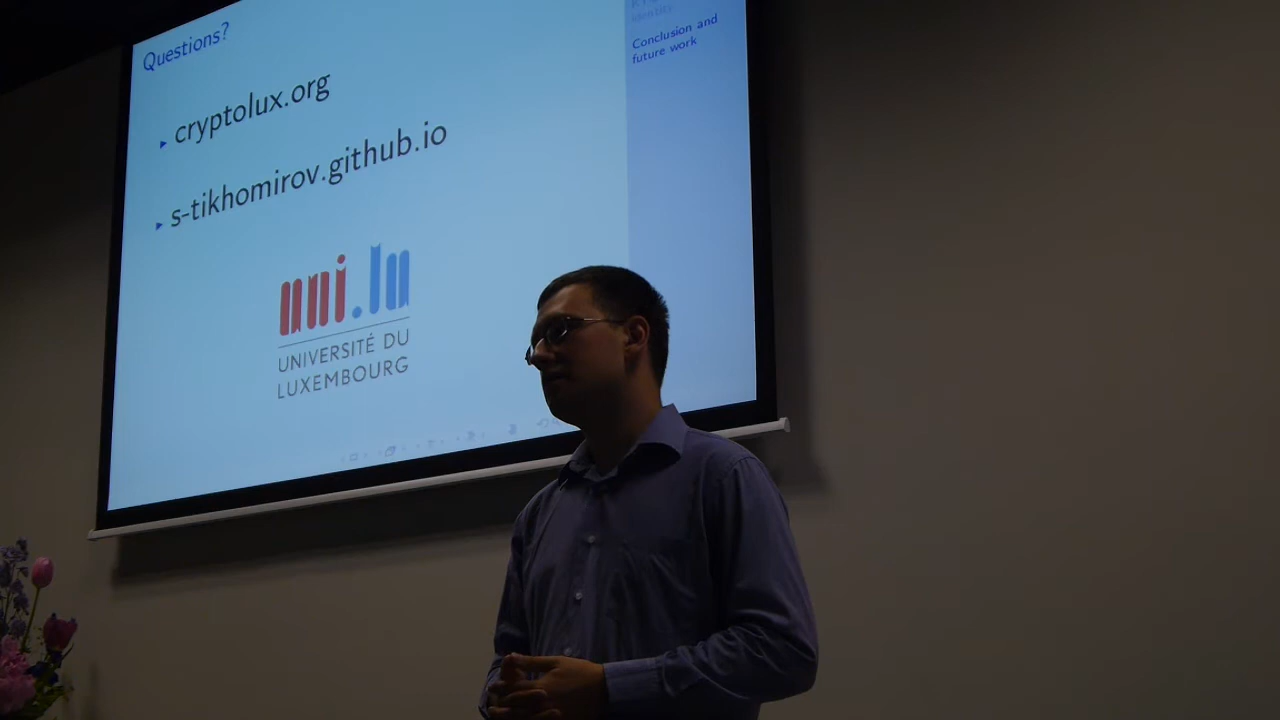 Questions?
cryptolux.org
s-tikhomirov.github.io
uni.lu
UNIVERSITÉ DU
LUXEMBOURG
Conclusion and
future work